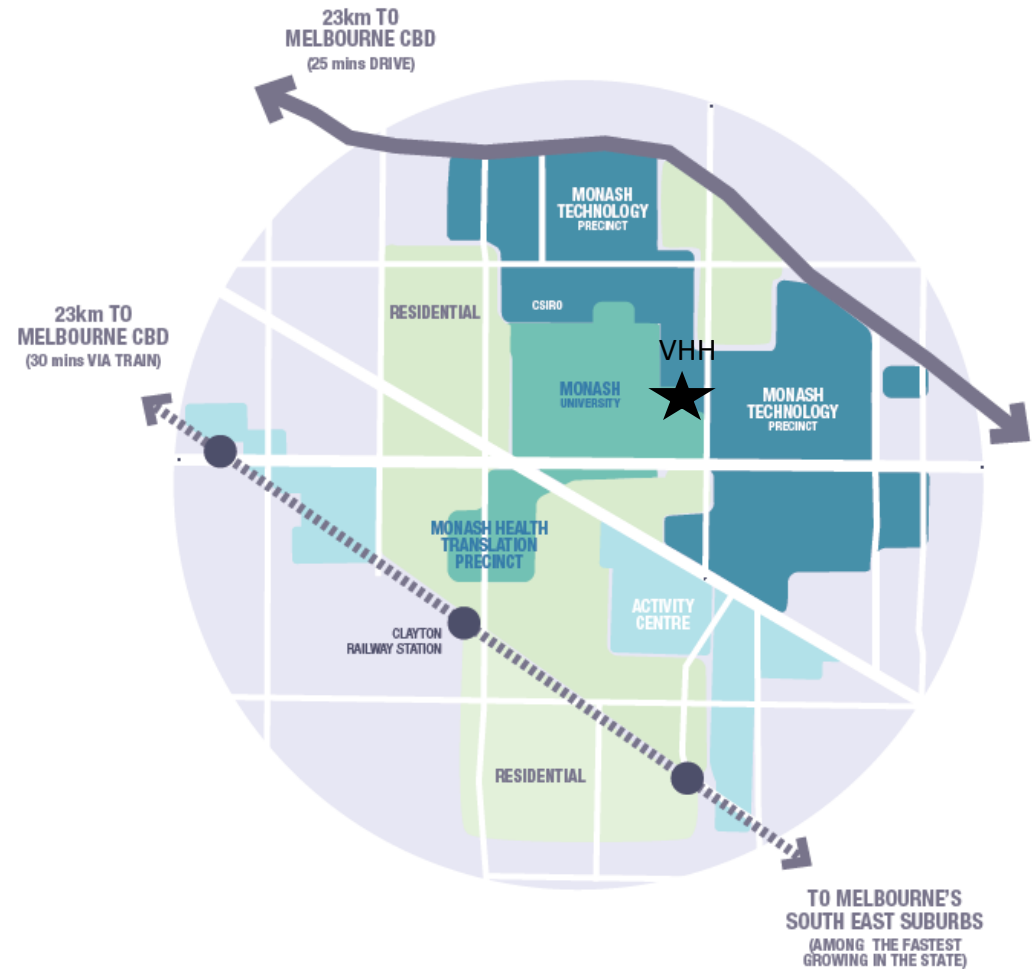 23km TO
MELBOURNE CBD
(25 mins DRIVE)
MONASH
TECHNOLOGY
PRECINCT
CSIRO
RESIDENTIAL
23km TO
MELBOURNE CBD
(30 mins VIA TRAIN)
VHH
MONASH
UNIVERSITY
MONASH
TECHNOLOGY
PRECINCT
MONASH HEALTH
TRANSLATION
PRECINCT
ACTIVITY
CENTRE
CLAYTON
RAILWAY STATION
RESIDENTIAL
TO MELBOURNE'S
SOUTH EAST SUBURBS
(AMONG THE FASTEST
GROWING IN THE STATE)